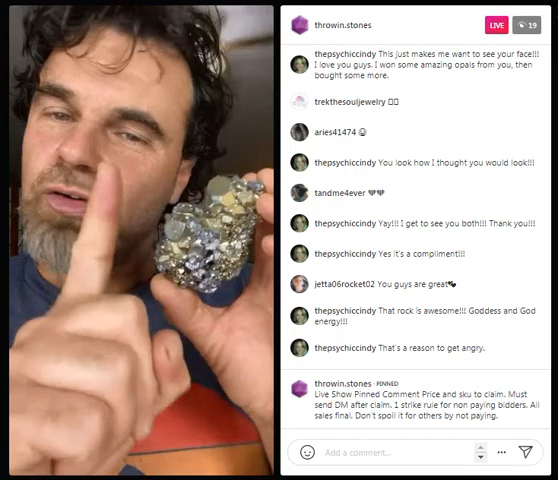 throwin.stones
LIVE
19
thepsychiccindy This just makes me want to see your face!!!
I love you guys. I won some amazing opals from you, then
bought some more.
trekthesouljewelry
aries41474
thepsychiccindy You look how I thought you would look!!!
tandme4ever
thepsychiccindy Yay!!! I get to see you both!!! Thank you!!!
thepsychiccindy Yes it's a compliment!!!
jetta06rocket02 You guys are great
thepsychiccindy That rock is awesome!!! Goddess and God
energy!!!
thepsychiccindy That's a reason to get angry.
throwin.stones · PINNED
Live Show Pinned Comment Price and sku to claim. Must
send DM after claim. 1 strike rule for non paying bidders. All
sales final. Don't spoil it for others by not paying.
Add a comment...